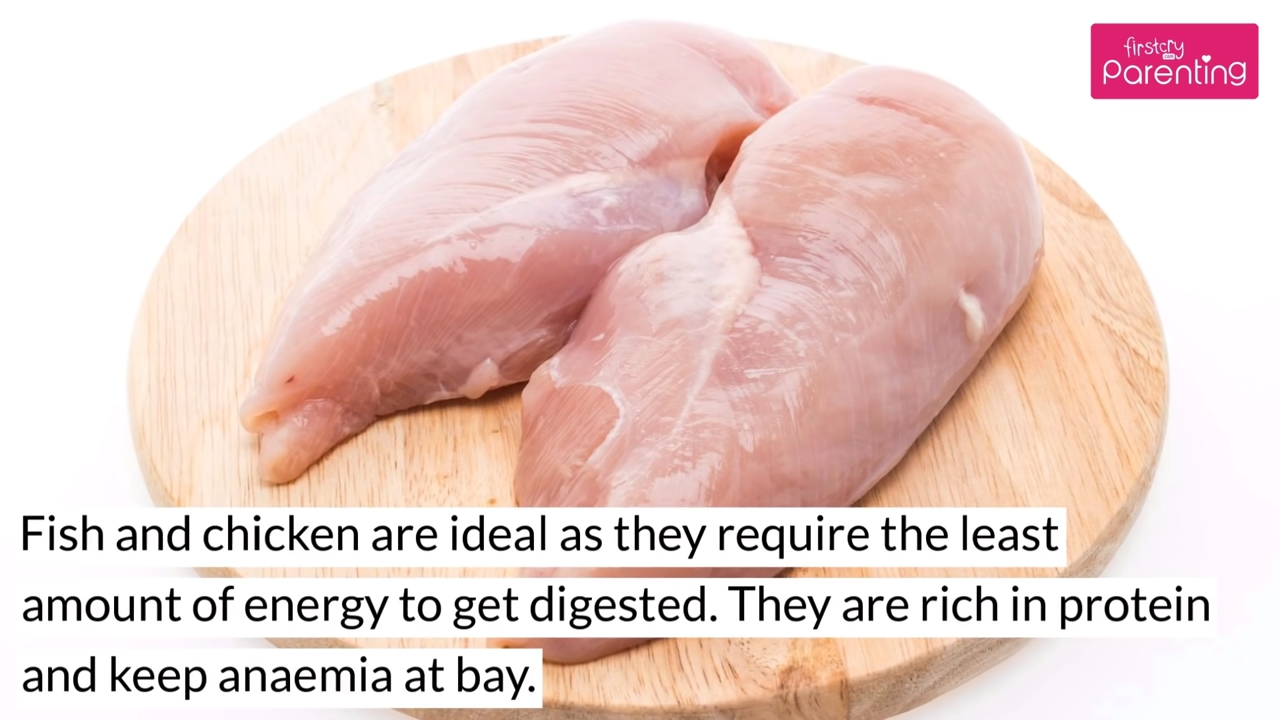 firstcry
.com
Parenting
Fish and chicken are ideal as they require the least
amount of energy to get digested. They are rich in protein
and keep anaemia at bay.